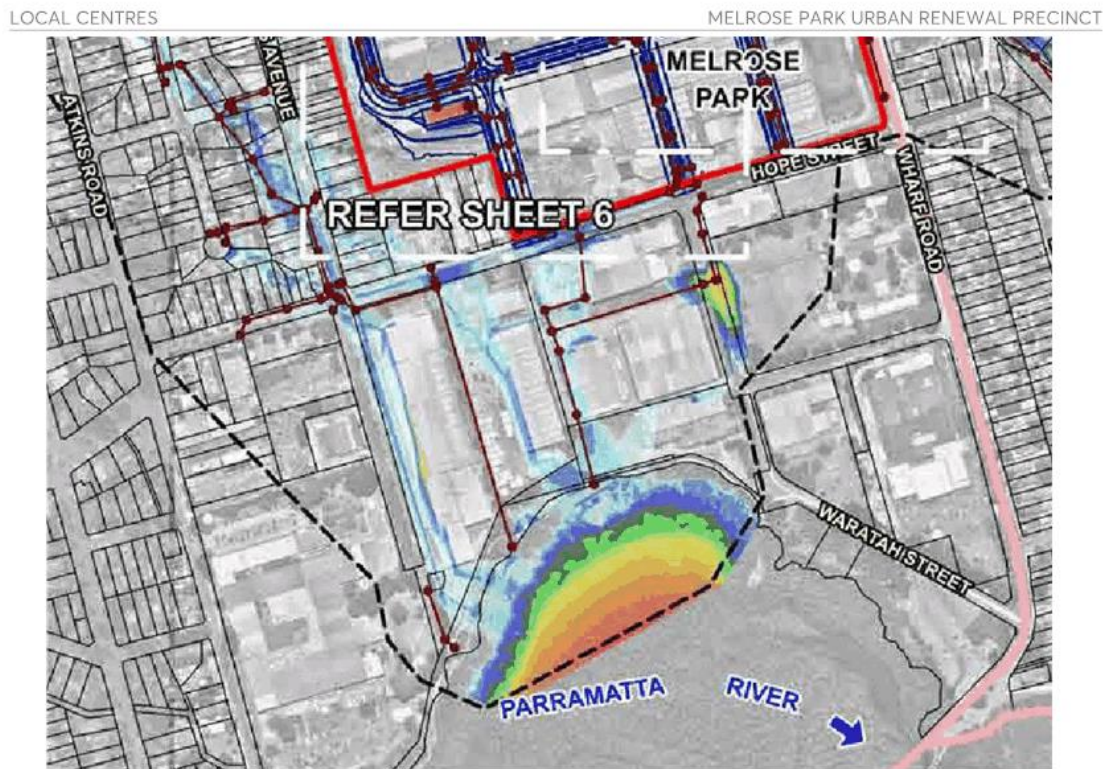 LOCAL CENTRES
MELROSE PARK URBAN RENEWAL PRECINCT
MELROSE
PARK
AVENUE
ATKINS ROAD
HOPE STREET
WHARF ROAD
REFER SHEET 6
WARATAH STREET
PARRAMATTA RIVER